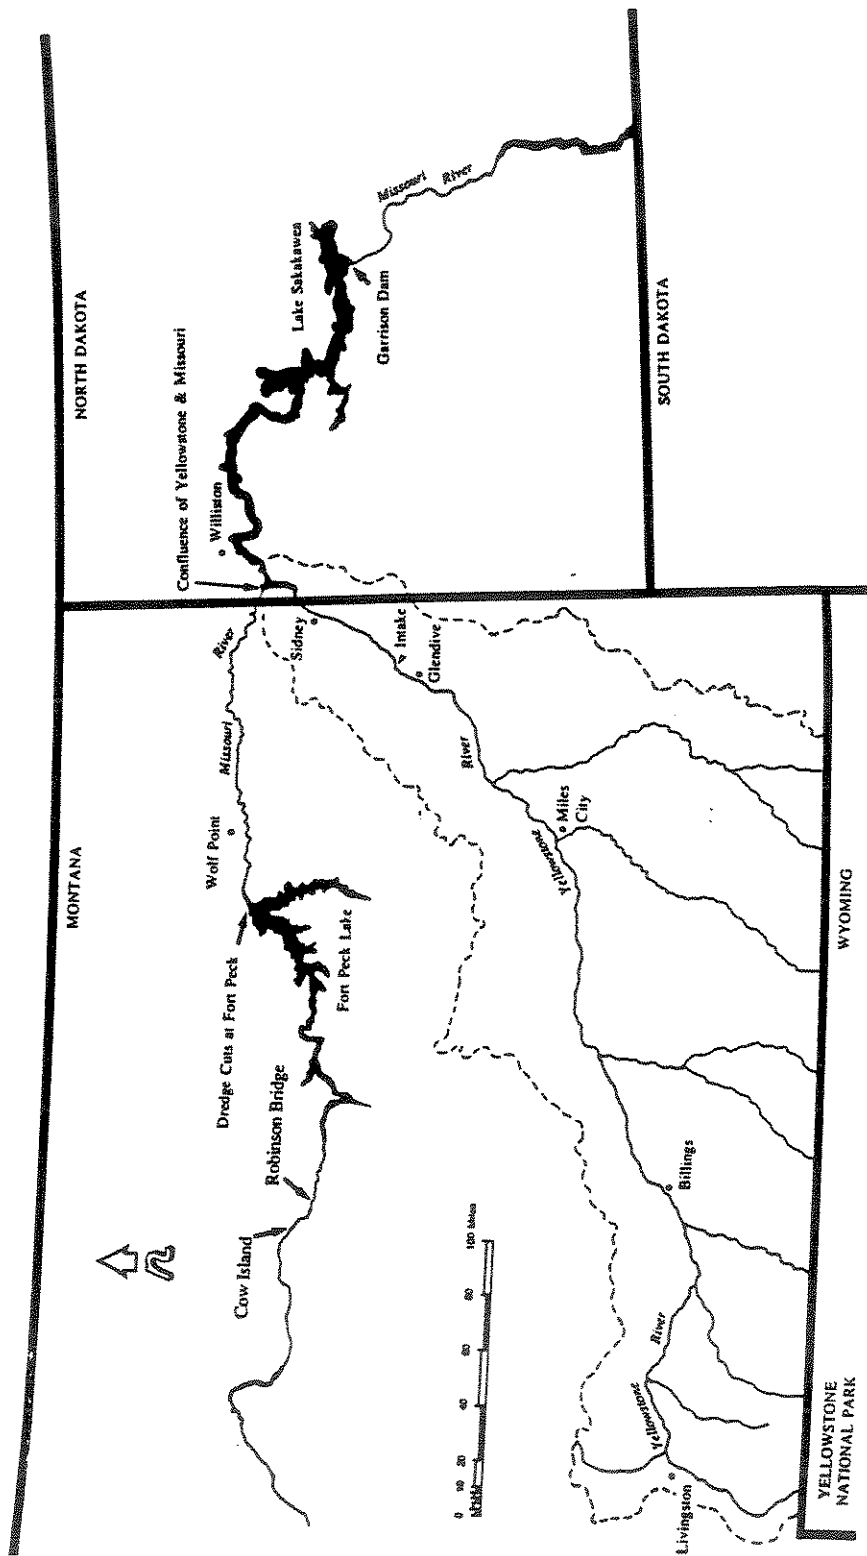 MONTANA
NORTH DAKOTA
Confluence of Yellowstone & Missouri
Williston
Lake Sakakawea
Garrison Dam
Missouri River
SOUTH DAKOTA
Wolf Point
Missouri River
Dredge Cuts at Fort Peck
Fort Peck Lake
Robinson Bridge
Cow Island
Sidney
Intake
Glendive
Yellowstone River
Miles
City
Billings
Yellowstone River
Livingston
0 10 20 40 60 80 100 Miles
WYOMING
YELLOWSTONE
NATIONAL PARK